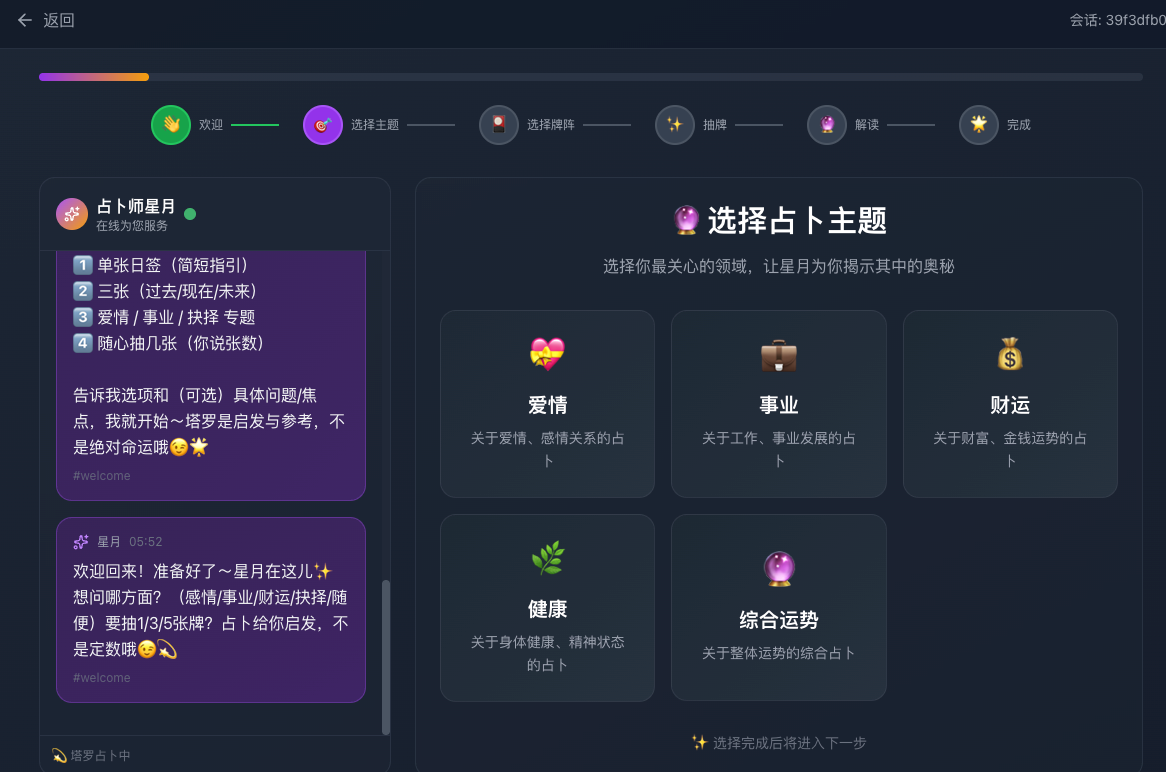 返回
会话: 39f3dfb0
欢迎
选择主题
选择牌阵
抽牌
解读
完成
占卜师星月
在线为您服务
1️⃣ 单张日签（简短指引）
2️⃣ 三张（过去/现在/未来）
3️⃣ 爱情 / 事业 / 抉择 专题
4️⃣ 随心抽几张（你说张数）
告诉我选项和（可选）具体问题/焦
点，我就开始～塔罗是启发与参考，不
是绝对命运哦😉🌟
#welcome
星月 05:52
欢迎回来！准备好了～星月在这儿✨
想问哪方面？（感情/事业/财运/抉择/随
便）要抽1/3/5张牌？占卜给你启发，不
是定数哦😉💫
#welcome
💫 塔罗占卜中
🔮 选择占卜主题
选择你最关心的领域，让星月为你揭示其中的奥秘
爱情
关于爱情、感情关系的占
卜
事业
关于工作、事业发展的占
卜
财运
关于财富、金钱运势的占
卜
健康
关于身体健康、精神状态
的占卜
综合运势
关于整体运势的综合占卜
✨ 选择完成后将进入下一步